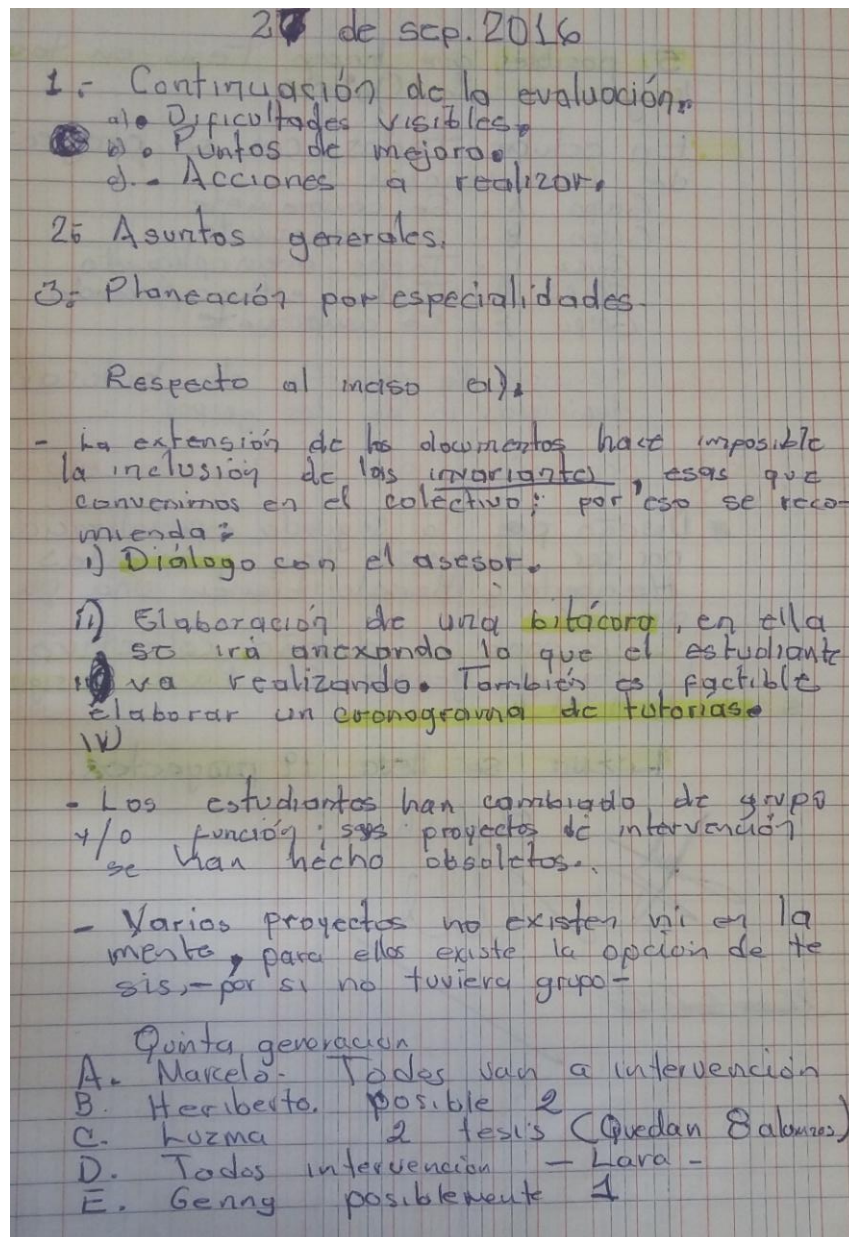 27 de sep. 2016
1.- Continuación de la evaluación.
a). Dificultades visibles.
b). Puntos de mejora.
c).- Acciones a realizar.
2.- Asuntos generales.
3.- Planeación por especialidades.
Respecto al inciso a).
- La extensión de los documentos hace imposible
la inclusión de las invariantes, esas que
convenimos en el colectivo; por eso se reco-
mienda:
i) Diálogo con el asesor.
ii) Elaboración de una bitácora, en ella
se irá anexando lo que el estudiante
va realizando. También es factible
elaborar un cronograma de tutorias.
IV)
- Los estudiantes han cambiado de grupo
y/o función; sus proyectos de intervención
se han hecho obsoletos.
- Varios proyectos no existen ni en la
mente, para ellos existe la opción de te
sis,- por si no tuviera grupo-
Quinta generación
A. Marcelo- Todos van a intervención
B. Heriberto. posible 2
C. Luzma 2 tesis (Quedan 8 alumnos)
D. Todos intervención - Lara -
E. Genny posiblemente 1